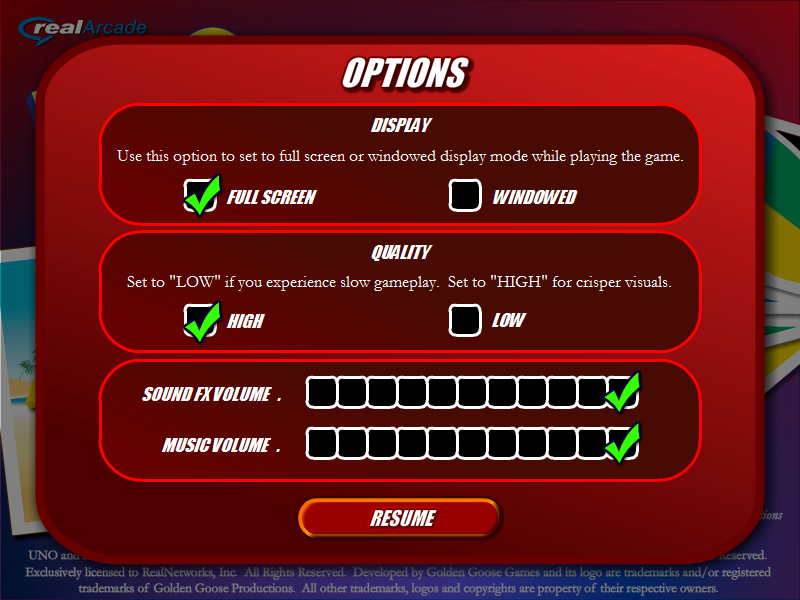 realArcade
OPTIONS
DISPLAY
Use this option to set to full screen or windowed display mode while playing the game.
FULL SCREEN WINDOWED
QUALITY
Set to "LOW" if you experience slow gameplay. Set to "HIGH" for crisper visuals.
HIGH LOW
SOUND FX VOLUME .
MUSIC VOLUME .
RESUME
UNO and
Exclusively licensed to RealNetworks, Inc. All Rights Reserved. Developed by Golden Goose Games and its logo are trademarks and/or registered
trademarks of Golden Goose Productions. All other trademarks, logos and copyrights are property of their respective owners.